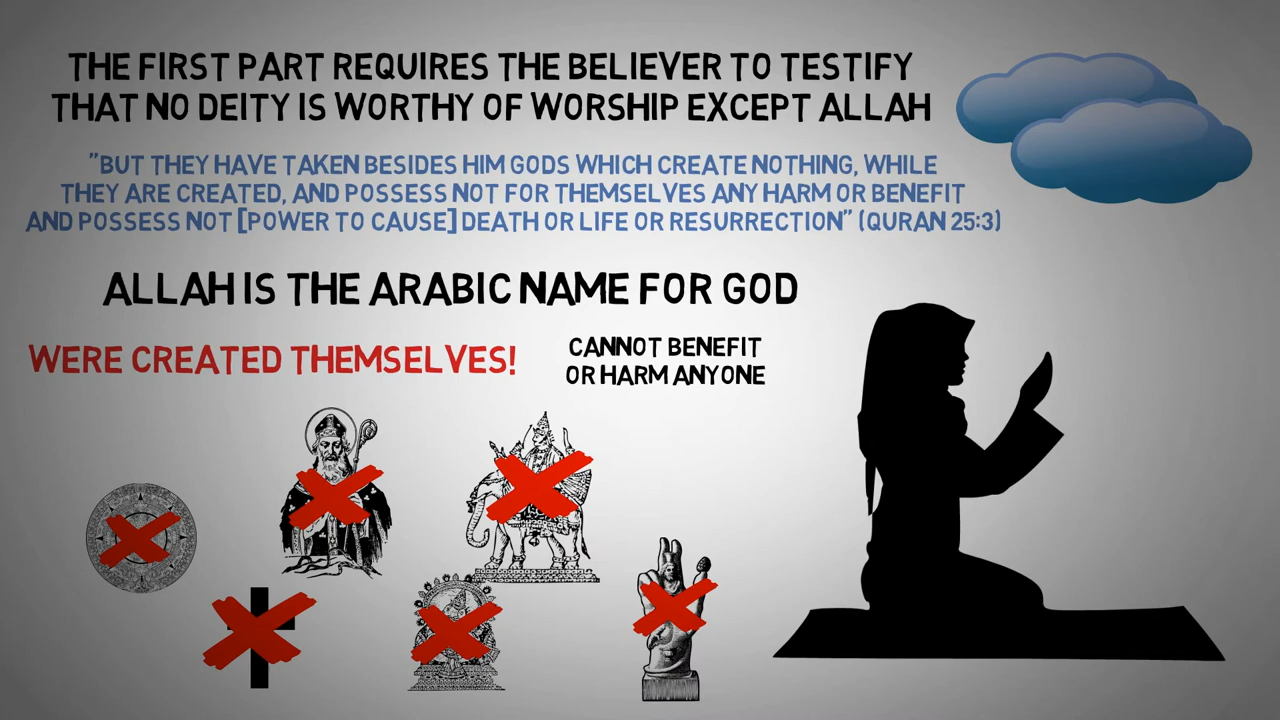 THE FIRST PART REQUIRES THE BELIEVER TO TESTIFY
THAT NO DEITY IS WORTHY OF WORSHIP EXCEPT ALLAH
"BUT THEY HAVE TAKEN BESIDES HIM GODS WHICH CREATE NOTHING, WHILE
THEY ARE CREATED, AND POSSESS NOT FOR THEMSELVES ANY HARM OR BENEFIT
AND POSSESS NOT [POWER TO CAUSE] DEATH OR LIFE OR RESURRECTION" (QURAN 25:3)
ALLAH IS THE ARABIC NAME FOR GOD
WERE CREATED THEMSELVES!
CANNOT BENEFIT
OR HARM ANYONE